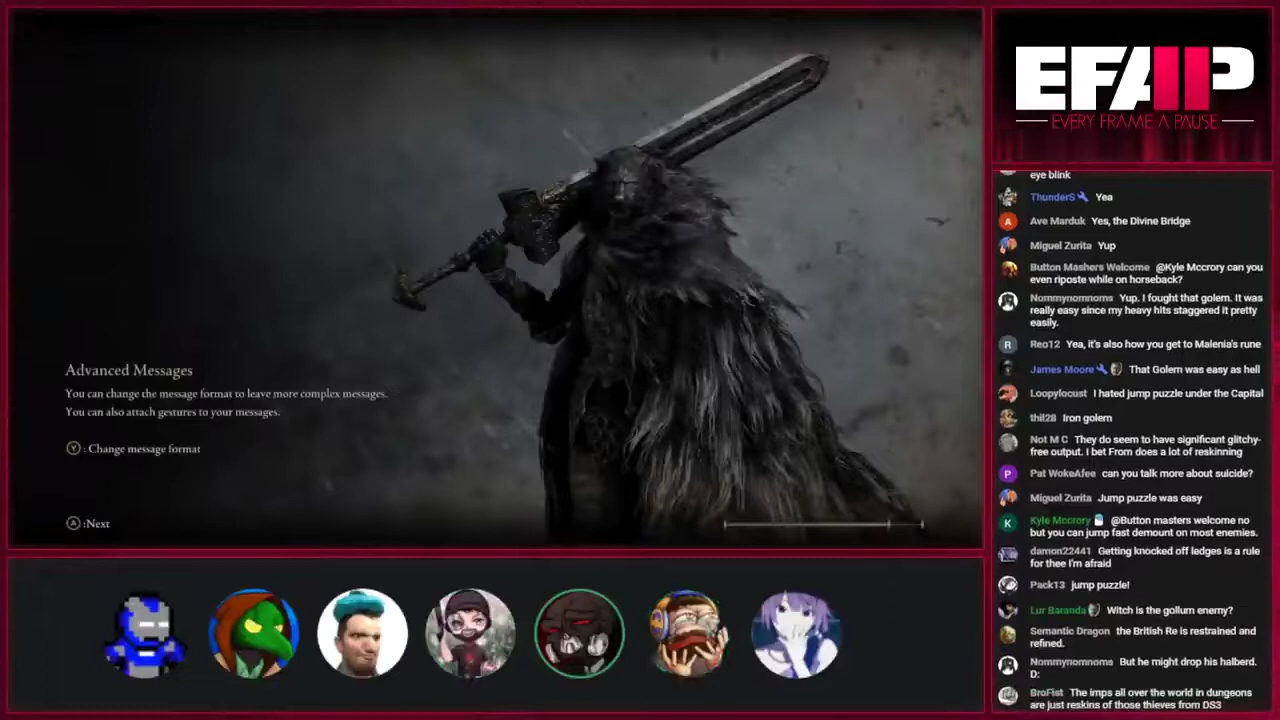 Advanced Messages
You can change the message format to leave more complex messages.
You can also attach gestures to your messages.
Y : Change message format
A :Next
EFAP
EVERY FRAME A PAUSE
eye blink
ThunderS Yea
A Ave Marduk Yes, the Divine Bridge
Miguel Zurita Yup
Button Mashers Welcome @Kyle Mccrory can you
even riposte while on horseback?
Nommynomnoms Yup. I fought that golem. It was
really easy since my heavy hits staggered it pretty
easily.
R Reo12 Yea, it's also how you get to Malenia's rune
James Moore That Golem was easy as hell
Loopylocust I hated jump puzzle under the Capital
thil28 Iron golem
Not M C They do seem to have significant glitchy-
free output. I bet From does a lot of reskinning
P Pat WokeAfee can you talk more about suicide?
Miguel Zurita Jump puzzle was easy
K Kyle Mccrory @Button masters welcome no
but you can jump fast demount on most enemies.
damon22441 Getting knocked off ledges is a rule
for thee I'm afraid
Pack13 jump puzzle!
Lur Baranda Witch is the gollum enemy?
Semantic Dragon the British Re is restrained and
refined.
Nommynomnoms But he might drop his halberd.
D:
BroFist The imps all over the world in dungeons
are just reskins of those thieves from DS3